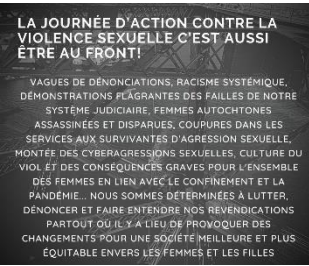 LA JOURNÉE D'ACTION CONTRE LA
VIOLENCE SEXUELLE C'EST AUSSI
ÊTRE AU FRONT!
VAGUES DE DÉNONCIATIONS, RACISME SYSTÉMIQUE,
DÉMONSTRATIONS FLAGRANTES DES FAILLES DE NOTRE
SYSTÈME JUDICIAIRE, FEMMES AUTOCHTONES
ASSASSINÉES ET DISPARUES, COUPURES DANS LES
SERVICES AUX SURVIVANTES D'AGRESSION SEXUELLE,
MONTÉE DES CYBERAGRESSIONS SEXUELLES, CULTURE DU
VIOL ET DES CONSÉQUENCES GRAVES POUR L'ENSEMBLE
DES FEMMES EN LIEN AVEC LE CONFINEMENT ET LA
PANDÉMIE... NOUS SOMMES DÉTERMINÉES À LUTTER,
DÉNONCER ET FAIRE ENTENDRE NOS REVENDICATIONS
PARTOUT OÙ IL Y A LIEU DE PROVOQUER DES
CHANGEMENTS POUR UNE SOCIÉTÉ MEILLEURE ET PLUS
ÉQUITABLE ENVERS LES FEMMES ET LES FILLES